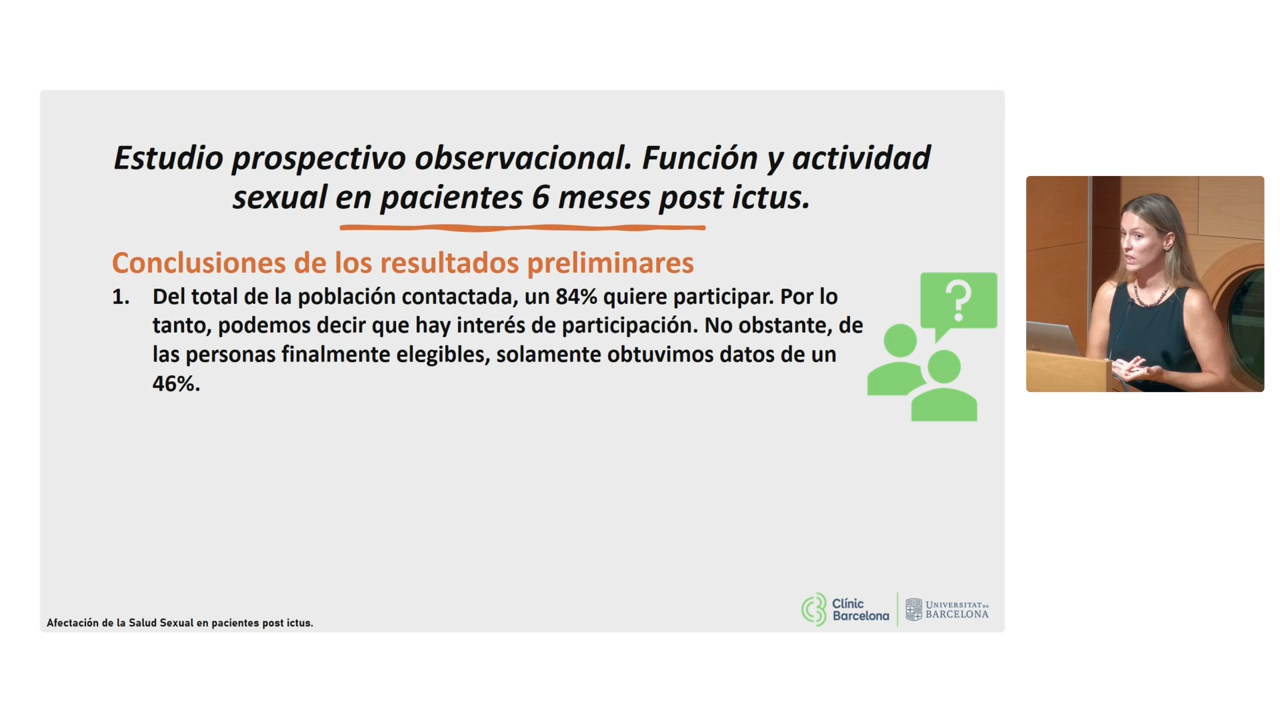 Estudio prospectivo observacional. Función y actividad
sexual en pacientes 6 meses post ictus.
Conclusiones de los resultados preliminares
1. Del total de la población contactada, un 84% quiere participar. Por lo
tanto, podemos decir que hay interés de participación. No obstante, de
las personas finalmente elegibles, solamente obtuvimos datos de un
46%.
?
Afectación de la Salud Sexual en pacientes post ictus.
Clínic
Barcelona
UNIVERSITAT DE
BARCELONA